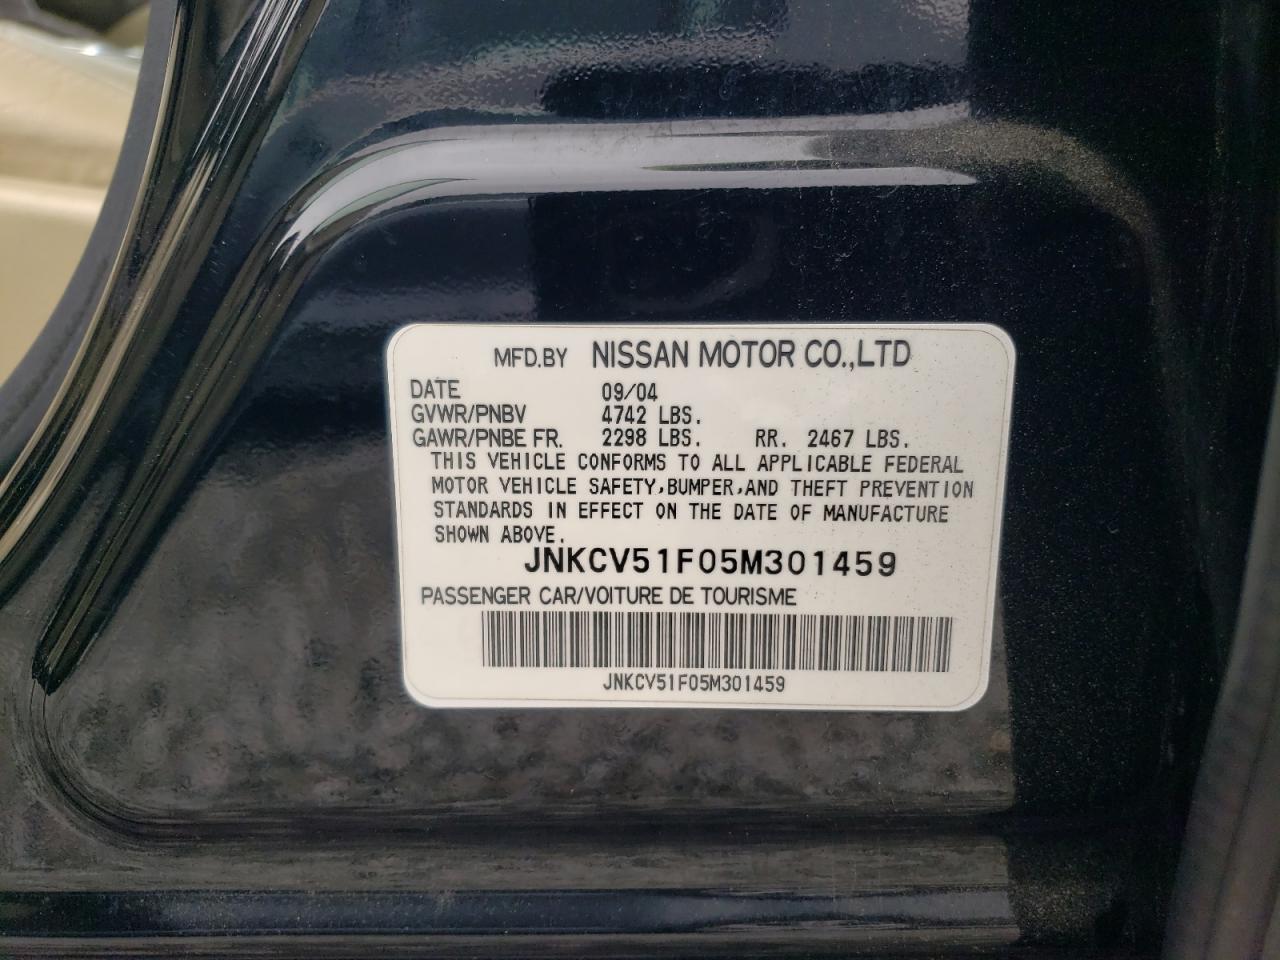 MFD.BY NISSAN MOTOR CO.,LTD
DATE 09/04
GVWR/PNBV 4742 LBS.
GAWR/PNBE FR. 2298 LBS. RR. 2467 LBS.
THIS VEHICLE CONFORMS TO ALL APPLICABLE FEDERAL
MOTOR VEHICLE SAFETY,BUMPER,AND THEFT PREVENTION
STANDARDS IN EFFECT ON THE DATE OF MANUFACTURE
SHOWN ABOVE.
JNKCV51F05M301459
PASSENGER CAR/VOITURE DE TOURISME
JNKCV51F05M301459